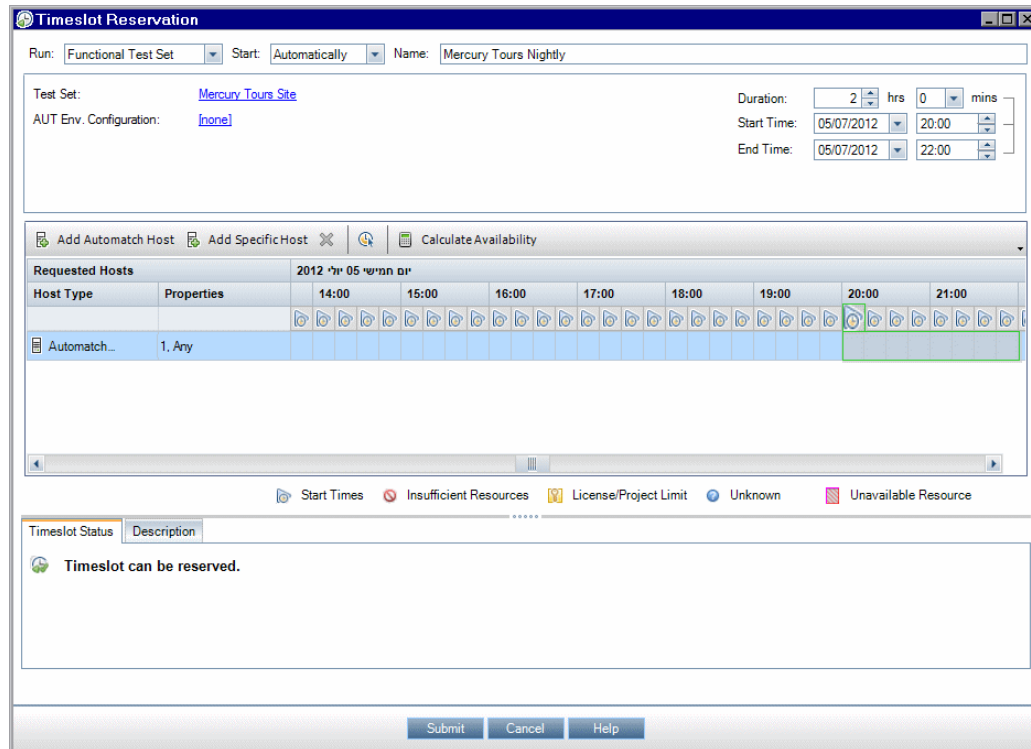 Timeslot Reservation
Run: Functional Test Set Start: Automatically Name: Mercury Tours Nightly
Test Set: Mercury Tours Site
Duration: 2 hrs 0 mins
AUT Env. Configuration: [none]
Start Time: 05/07/2012 20:00
End Time: 05/07/2012 22:00
Add Automatch Host Add Specific Host Calculate Availability
Requested Hosts יום חמישי 05 יולי 2012
Host Type Properties 14:00 15:00 16:00 17:00 18:00 19:00 20:00 21:00
Automatch... 1, Any
Start Times Insufficient Resources License/Project Limit Unknown Unavailable Resource
Timeslot Status Description
Timeslot can be reserved.
Submit Cancel Help